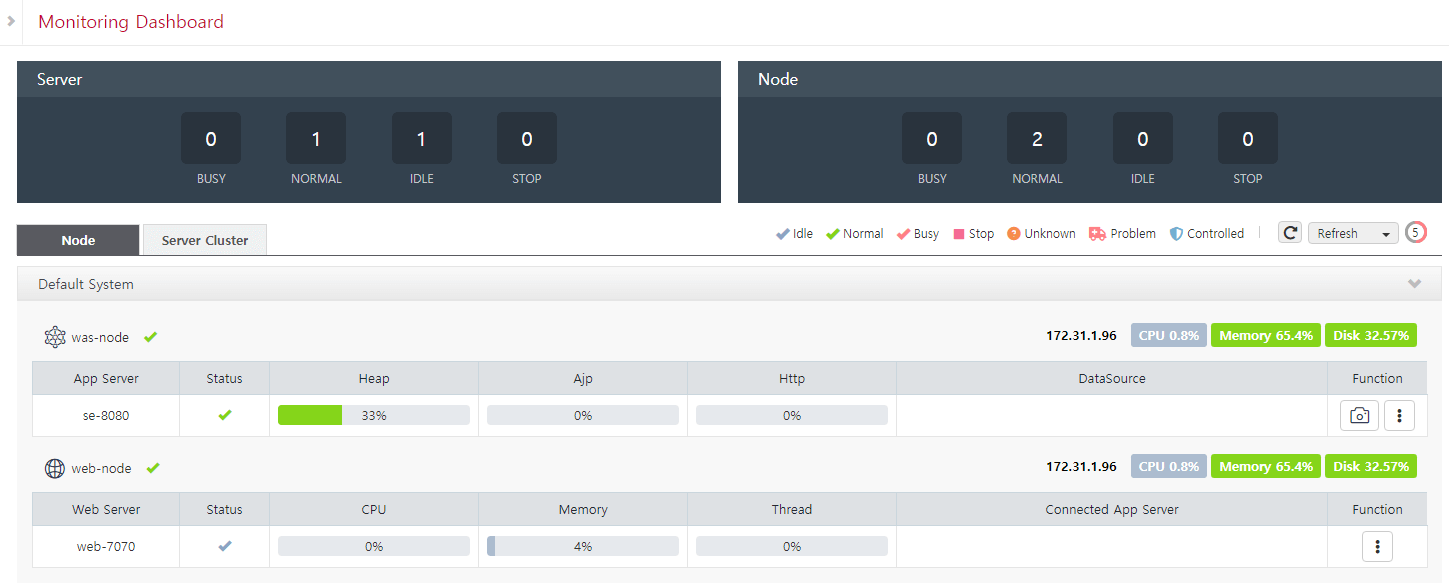 Monitoring Dashboard
Server
0 1 1 0
BUSY NORMAL IDLE STOP
Node
0 2 0 0
BUSY NORMAL IDLE STOP
Node Server Cluster Idle Normal Busy Stop ? Unknown Problem Controlled Refresh 5
Default System
was-node 172.31.1.96 CPU 0.8% Memory 65.4% Disk 32.57%
App Server Status Heap Ajp Http DataSource Function
se-8080 33% 0% 0%
web-node 172.31.1.96 CPU 0.8% Memory 65.4% Disk 32.57%
Web Server Status CPU Memory Thread Connected App Server Function
web-7070 0% 4% 0%